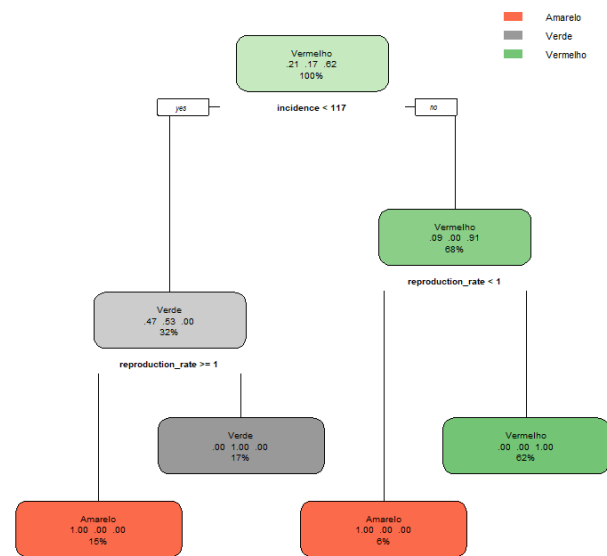 Amarelo
Verde
Vermelho
Vermelho
.21 .17 .62
100%
yes
incidence < 117
no
Vermelho
.09 .00 .91
68%
reproduction_rate < 1
Verde
.47 .53 .00
32%
reproduction_rate >= 1
Verde
.00 1.00 .00
17%
Vermelho
.00 .00 1.00
62%
Amarelo
1.00 .00 .00
15%
Amarelo
1.00 .00 .00
6%